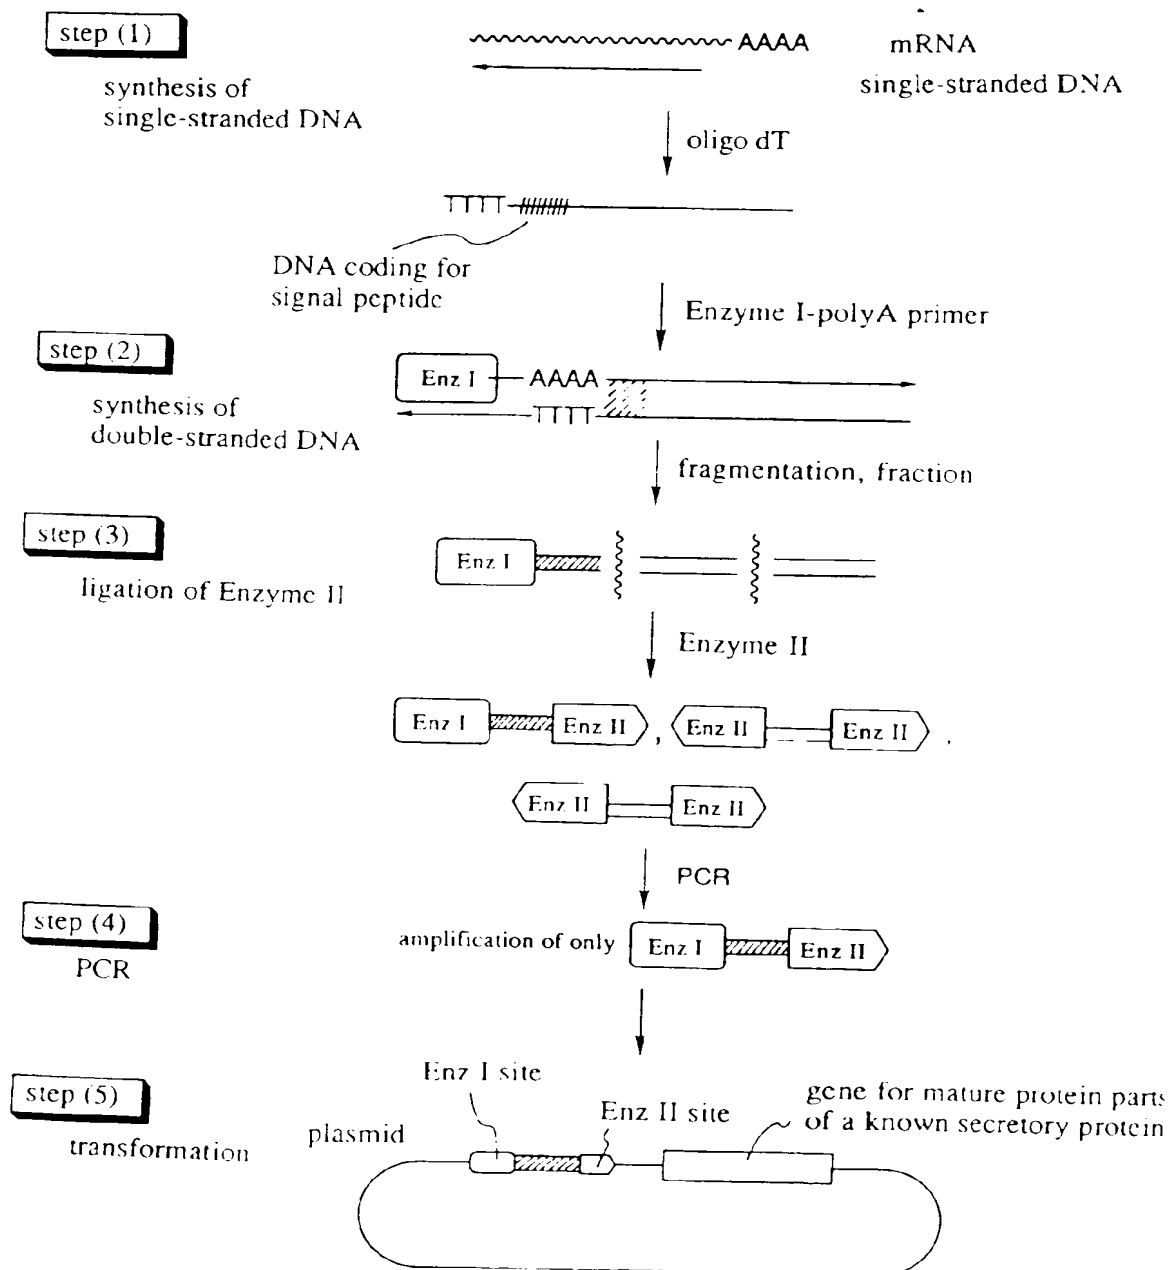 step (1)
AAAA
mRNA
synthesis of
single-stranded DNA
single-stranded DNA
oligo dT
TTTT
DNA coding for
signal peptide
Enzyme I-polyA primer
step (2)
Enz I
AAAA
synthesis of
double-stranded DNA
TTTT
fragmentation, fraction
step (3)
Enz I
ligation of Enzyme II
Enzyme II
Enz I
Enz II
,
Enz II
Enz II
.
Enz II
Enz II
PCR
step (4)
amplification of only
Enz I
Enz II
PCR
Enz I site
step (5)
Enz II site
gene for mature protein parts
of a known secretory protein
transformation
plasmid